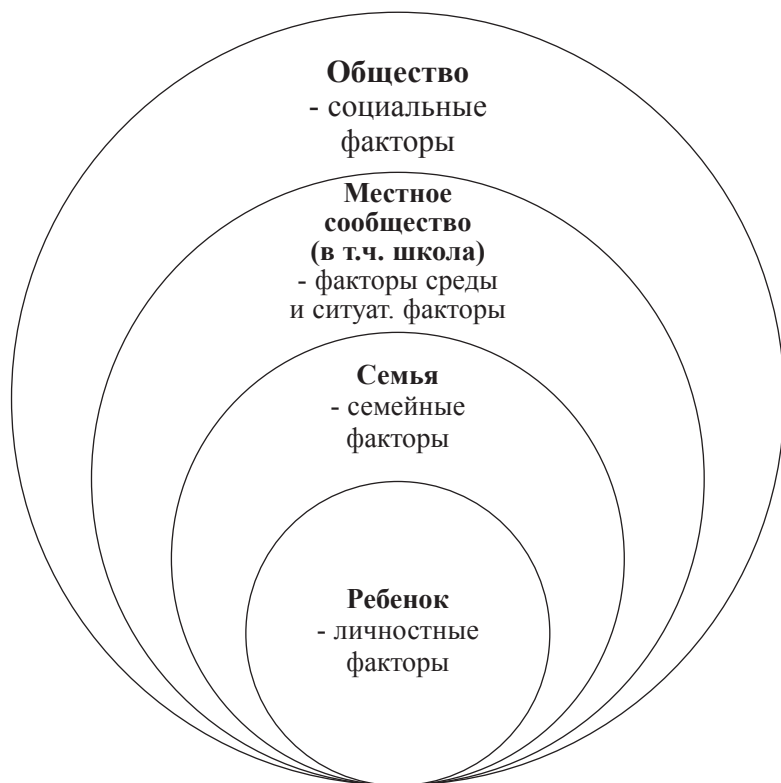 Общество
- социальные
факторы
Местное
сообщество
(в т.ч. школа)
- факторы среды
и ситуат. факторы
Семья
- семейные
факторы
Ребенок
- личностные
факторы